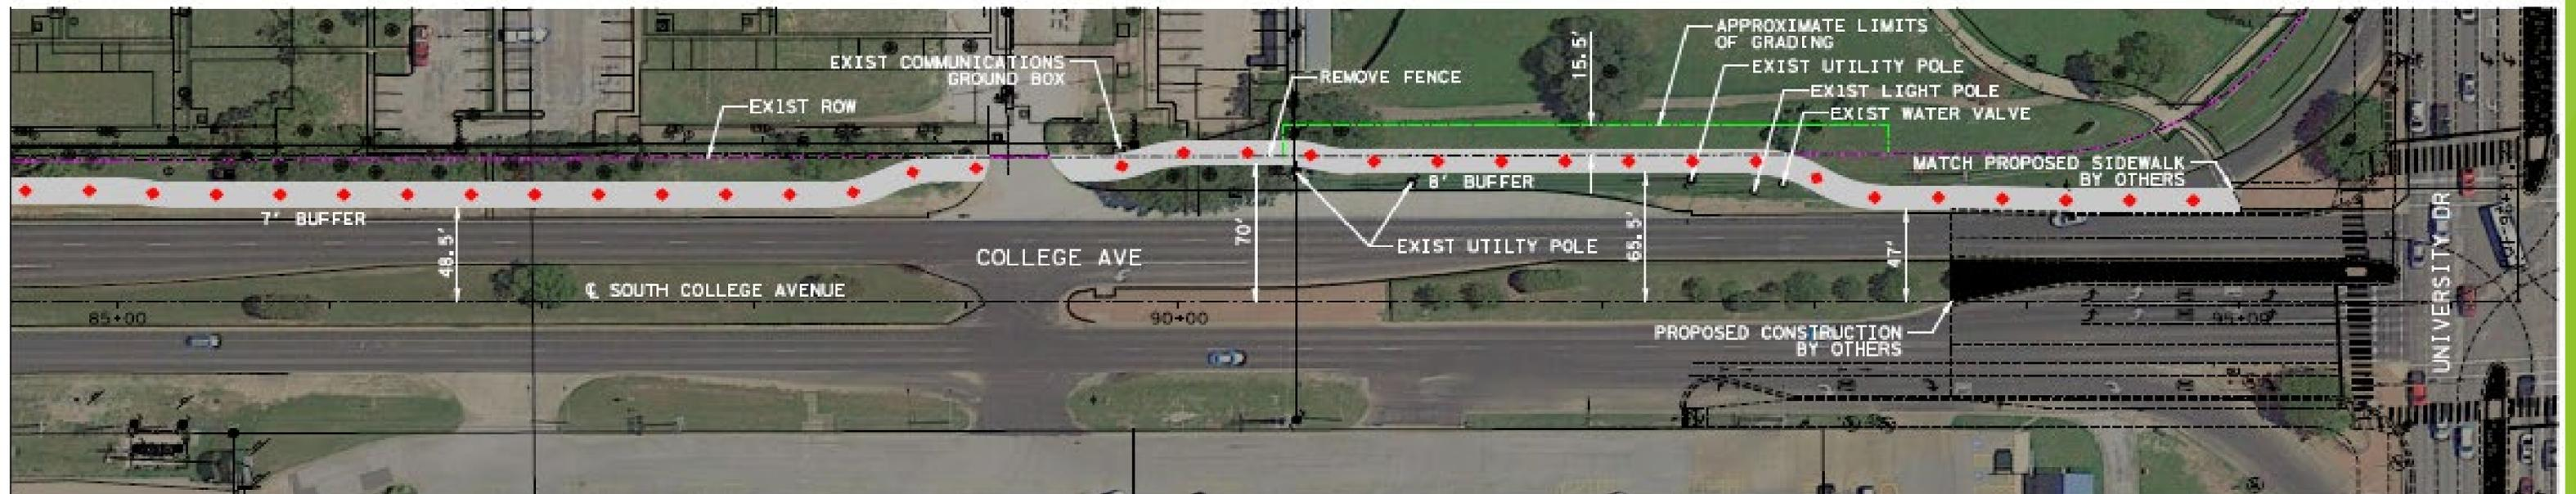 APPROXIMATE LIMITS
OF GRADING
15.5'
EXIST COMMUNICATIONS
GROUND BOX
REMOVE FENCE
EXIST UTILITY POLE
EXIST LIGHT POLE
EXIST ROW
EXIST WATER VALVE
MATCH PROPOSED SIDEWALK
BY OTHERS
8' BUFFER
7' BUFFER
48.5'
70'
65.5'
47'
EXIST UTILTY POLE
COLLEGE AVE
UNIVERSITY DR
℄ SOUTH COLLEGE AVENUE
85+00
90+00
95+00
PROPOSED CONSTRUCTION
BY OTHERS